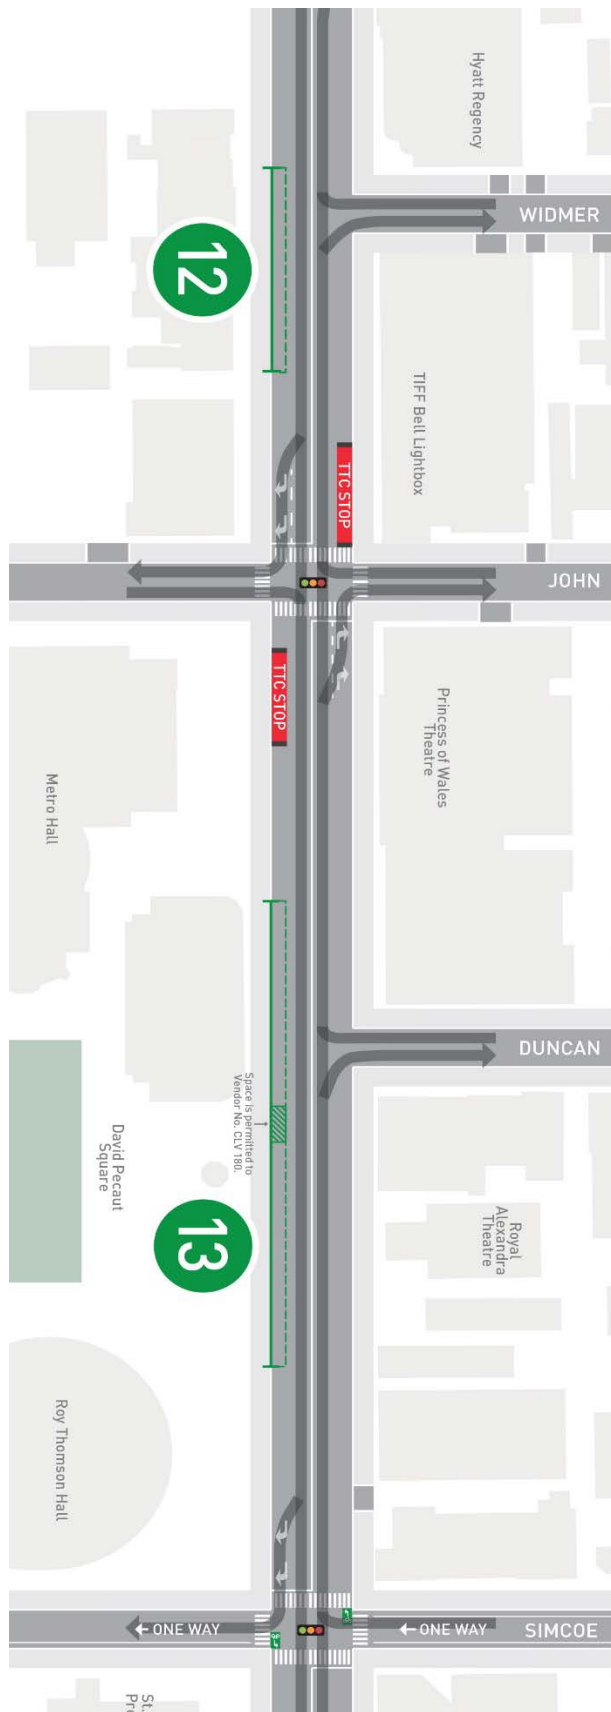 Hyatt Regency
WIDMER
12
TIFF Bell Lightbox
TTC STOP
JOHN
TTC STOP
Princess of Wales
Theatre
Metro Hall
DUNCAN
Space is permitted to
Vendor No. CLV 180.
David Pecaut
Square
13
Royal
Alexandra
Theatre
Roy Thomson Hall
ONE WAY
ONE WAY
SIMCOE
St.
Pre